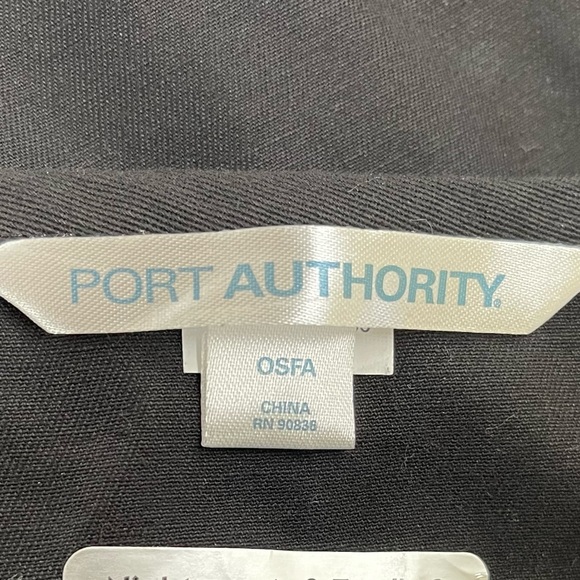 PORT AUTHORITY®
OSFA
CHINA
RN 90836